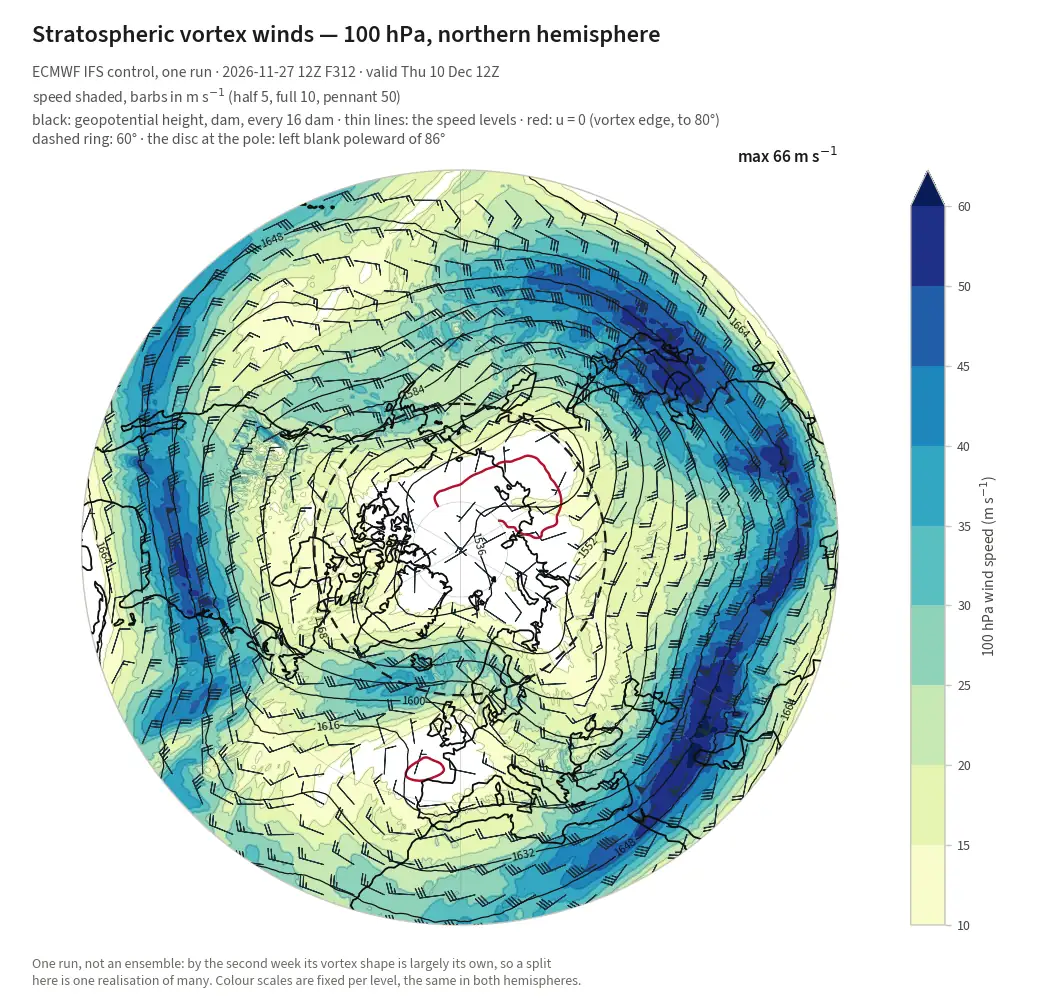 Stratospheric vortex winds — 100 hPa, northern hemisphere
ECMWF IFS control, one run · 2026-11-27 12Z F312 · valid Thu 10 Dec 12Z
speed shaded, barbs in m s⁻¹ (half 5, full 10, pennant 50)
black: geopotential height, dam, every 16 dam · thin lines: the speed levels · red: u = 0 (vortex edge, to 80°)
dashed ring: 60° · the disc at the pole: left blank poleward of 86°
max 66 m s⁻¹
60
50
45
40
35
30
25
20
15
10
100 hPa wind speed (m s⁻¹)
1648
1664
1584
1664
1536
1552
1568
1600
1616
1632
1648
One run, not an ensemble: by the second week its vortex shape is largely its own, so a split
here is one realisation of many. Colour scales are fixed per level, the same in both hemispheres.